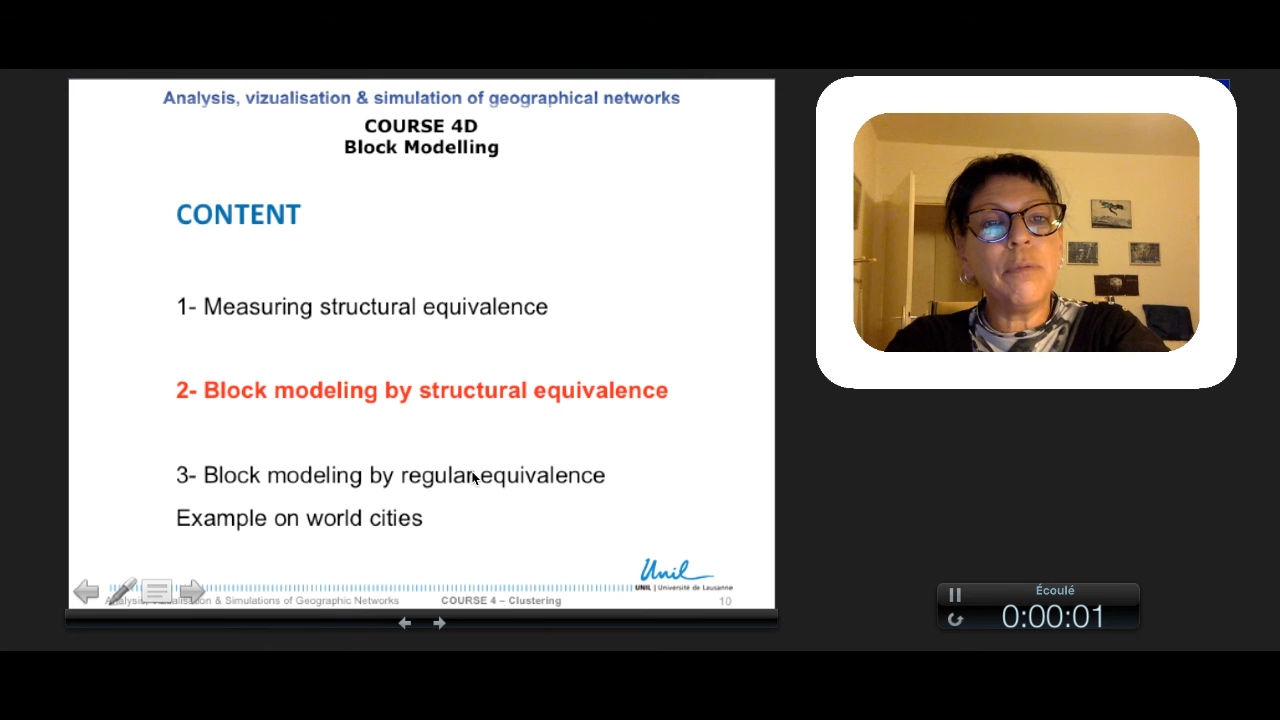 Analysis, vizualisation & simulation of geographical networks
COURSE 4D
Block Modelling
CONTENT
1- Measuring structural equivalence
2- Block modeling by structural equivalence
3- Block modeling by regular equivalence
Example on world cities
Unil
UNIL | Université de Lausanne
& Simulations of Geographic Networks
COURSE 4 – Clustering
10
Écoulé
0:00:01